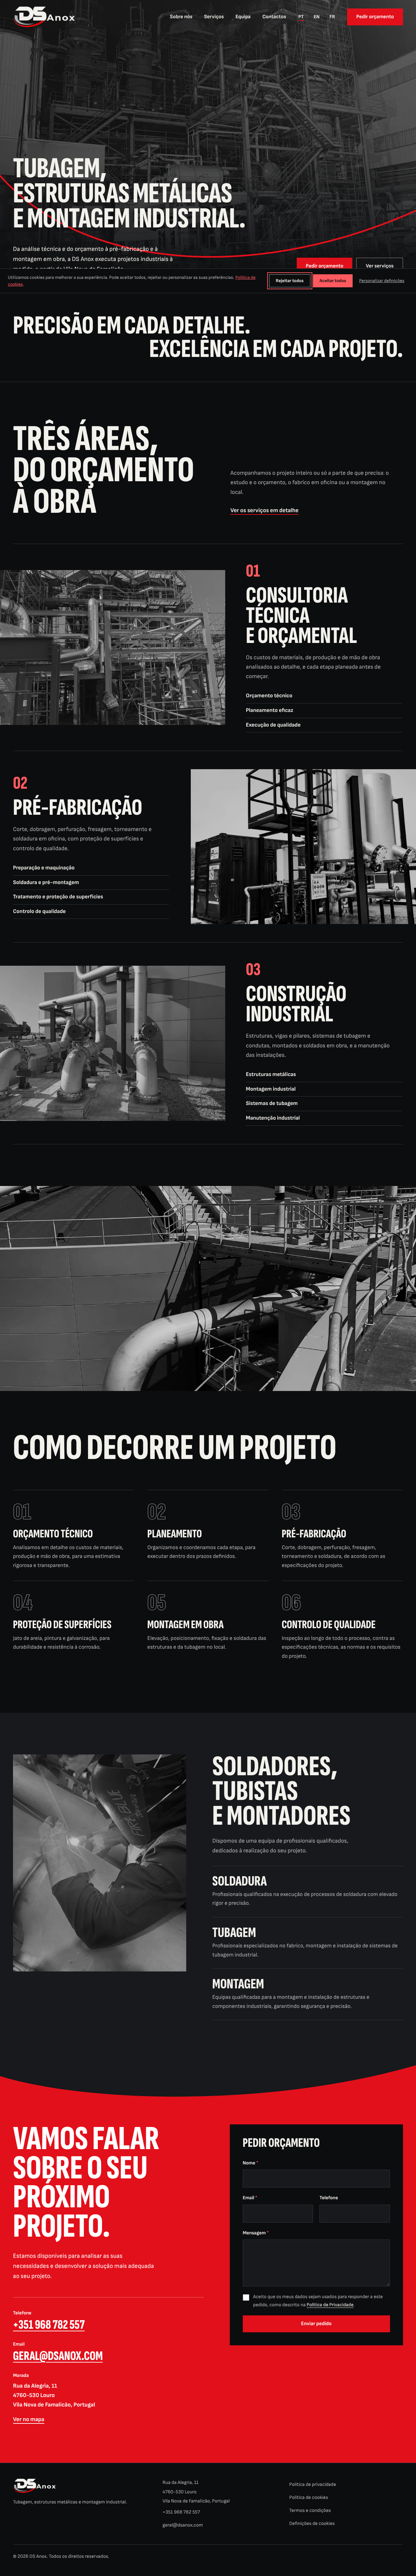 DS Anox
Sobre nós Serviços Equipa Contactos PT EN FR Pedir orçamento
TUBAGEM,
ESTRUTURAS METÁLICAS
E MONTAGEM INDUSTRIAL.
Da análise técnica e do orçamento à pré-fabricação e à
montagem em obra, a DS Anox executa projetos industriais à
Pedir orçamento Ver serviços
Utilizamos cookies para melhorar a sua experiência. Pode aceitar todos, rejeitar ou personalizar as suas preferências. Política de
cookies.
Rejeitar todos Aceitar todos Personalizar definições
PRECISÃO EM CADA DETALHE.
EXCELÊNCIA EM CADA PROJETO.
TRÊS ÁREAS,
DO ORÇAMENTO
À OBRA
Acompanhamos o projeto inteiro ou só a parte de que precisa: o
estudo e o orçamento, o fabrico em oficina ou a montagem no
local.
Ver os serviços em detalhe
01
CONSULTORIA
TÉCNICA
E ORÇAMENTAL
Os custos de materiais, de produção e de mão de obra
analisados ao detalhe, e cada etapa planeada antes de
começar.
Orçamento técnico
Planeamento eficaz
Execução de qualidade
02
PRÉ-FABRICAÇÃO
Corte, dobragem, perfuração, fresagem, torneamento e
soldadura em oficina, com proteção de superfícies e
controlo de qualidade.
Preparação e maquinação
Soldadura e pré-montagem
Tratamento e proteção de superfícies
Controlo de qualidade
03
CONSTRUÇÃO
INDUSTRIAL
Estruturas, vigas e pilares, sistemas de tubagem e
condutas, montados e soldados em obra, e a manutenção
das instalações.
Estruturas metálicas
Montagem industrial
Sistemas de tubagem
Manutenção industrial
COMO DECORRE UM PROJETO
01
ORÇAMENTO TÉCNICO
Analisamos em detalhe os custos de materiais,
produção e mão de obra, para uma estimativa
rigorosa e transparente.
02
PLANEAMENTO
Organizamos e coordenamos cada etapa, para
executar dentro dos prazos definidos.
03
PRÉ-FABRICAÇÃO
Corte, dobragem, perfuração, fresagem,
torneamento e soldadura, de acordo com as
especificações do projeto.
04
PROTEÇÃO DE SUPERFÍCIES
Jato de areia, pintura e galvanização, para
durabilidade e resistência à corrosão.
05
MONTAGEM EM OBRA
Elevação, posicionamento, fixação e soldadura das
estruturas e da tubagem no local.
06
CONTROLO DE QUALIDADE
Inspeção ao longo de todo o processo, contra as
especificações técnicas, as normas e os requisitos
do projeto.
SOLDADORES,
TUBISTAS
E MONTADORES
Dispomos de uma equipa de profissionais qualificados,
dedicados à realização do seu projeto.
SOLDADURA
Profissionais qualificados na execução de processos de soldadura com elevado
rigor e precisão.
TUBAGEM
Profissionais especializados no fabrico, montagem e instalação de sistemas de
tubagem industrial.
MONTAGEM
Equipas qualificadas para a montagem e instalação de estruturas e
componentes industriais, garantindo segurança e precisão.
VAMOS FALAR
SOBRE O SEU
PRÓXIMO
PROJETO.
Estamos disponíveis para analisar as suas
necessidades e desenvolver a solução mais adequada
ao seu projeto.
Telefone
+351 968 782 557
Email
GERAL@DSANOX.COM
Morada
Rua da Alegria, 11
4760-530 Louro
Vila Nova de Famalicão, Portugal
Ver no mapa
PEDIR ORÇAMENTO
Nome *
Email * Telefone
Mensagem *
Aceito que os meus dados sejam usados para responder a este
pedido, como descrito na Política de Privacidade.
Enviar pedido
DS Anox
Tubagem, estruturas metálicas e montagem industrial.
Rua da Alegria, 11
4760-530 Louro
Vila Nova de Famalicão, Portugal
+351 968 782 557
geral@dsanox.com
Política de privacidade
Política de cookies
Termos e condições
Definições de cookies
© 2026 DS Anox. Todos os direitos reservados.